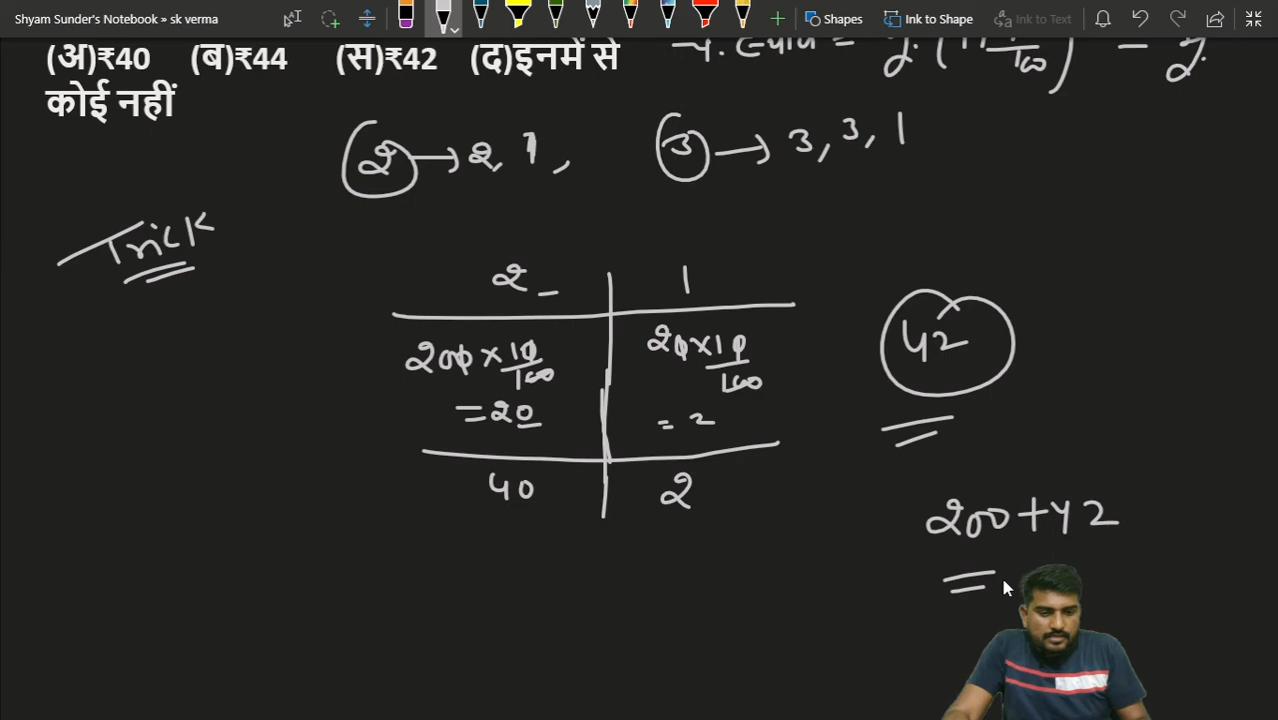 Shyam Sunder's Notebook » sk verma
Shapes
Ink to Shape
Ink to Text
(अ)₹40 (ब)₹44 (स)₹42 (द)इनमें से
कोई नहीं
2 → 2, 1, 3 → 3, 3, 1
Trick
2 1
200 × 10/100 20 × 10/100
= 20 = 2
40 2
42
200 + 42
=